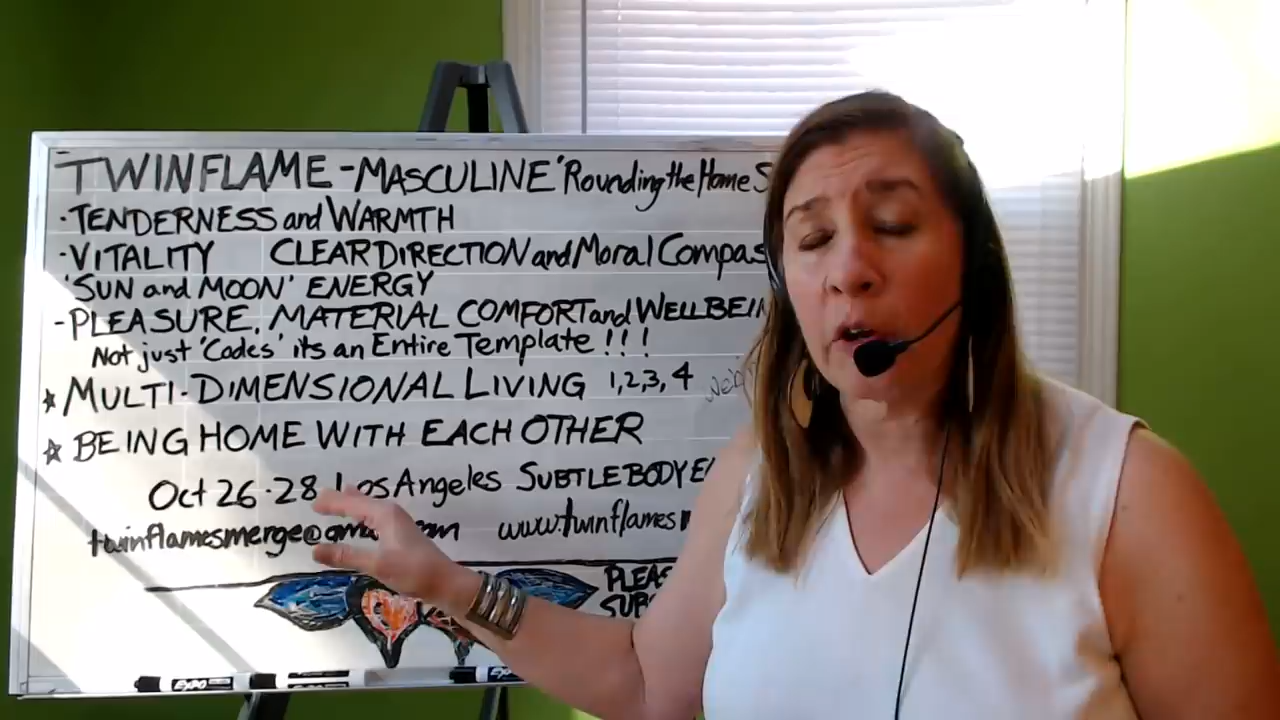 TWINFLAME - MASCULINE 'Rounding the Home S
· TENDERNESS and WARMTH
· VITALITY CLEAR DIRECTION and Moral Compas
'SUN and MOON' ENERGY
- PLEASURE, MATERIAL COMFORT and WELLBEIN
Not just 'Codes' its an Entire Template!!!
☆ MULTI-DIMENSIONAL LIVING 1,2,3,4
☆ BEING HOME WITH EACH OTHER
Oct 26-28 Los Angeles SUBTLE BODY E
twinflamesmerge@ www.twinflames
PLEAS
SUBS
EXPO